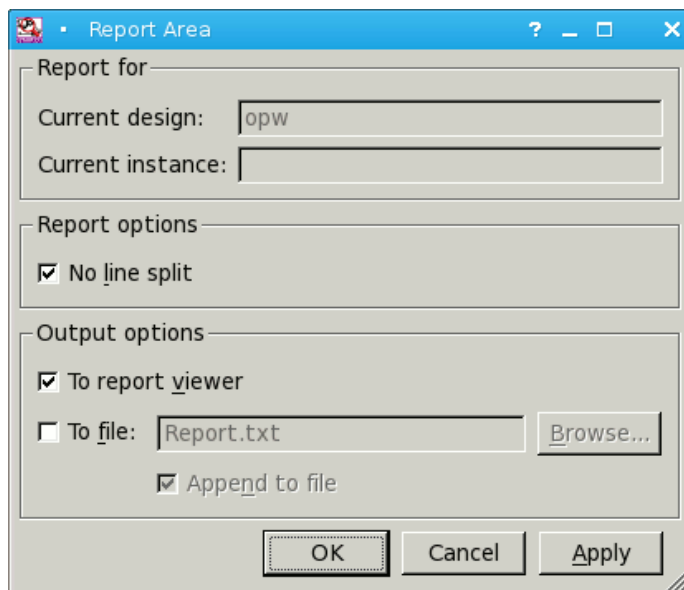 Report Area
Report for
Current design: opw
Current instance:
Report options
No line split
Output options
To report viewer
To file: Report.txt Browse...
Append to file
OK Cancel Apply